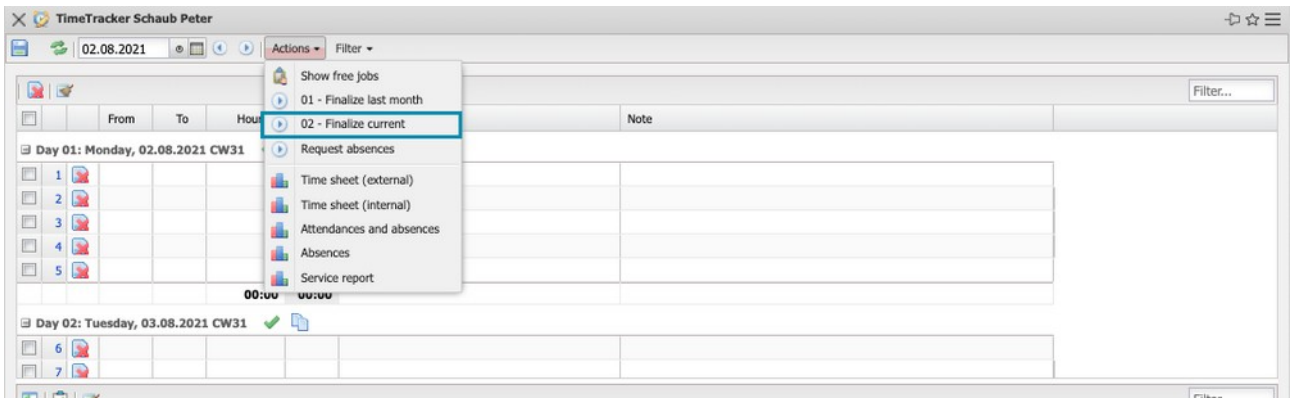 TimeTracker Schaub Peter
02.08.2021 Actions Filter
Show free jobs
Filter...
01 - Finalize last month
From To Hou 02 - Finalize current Note
Day 01: Monday, 02.08.2021 CW31 Request absences
1
Time sheet (external)
2
Time sheet (internal)
3
Attendances and absences
4
Absences
5
Service report
00:00 00:00
Day 02: Tuesday, 03.08.2021 CW31
6
7